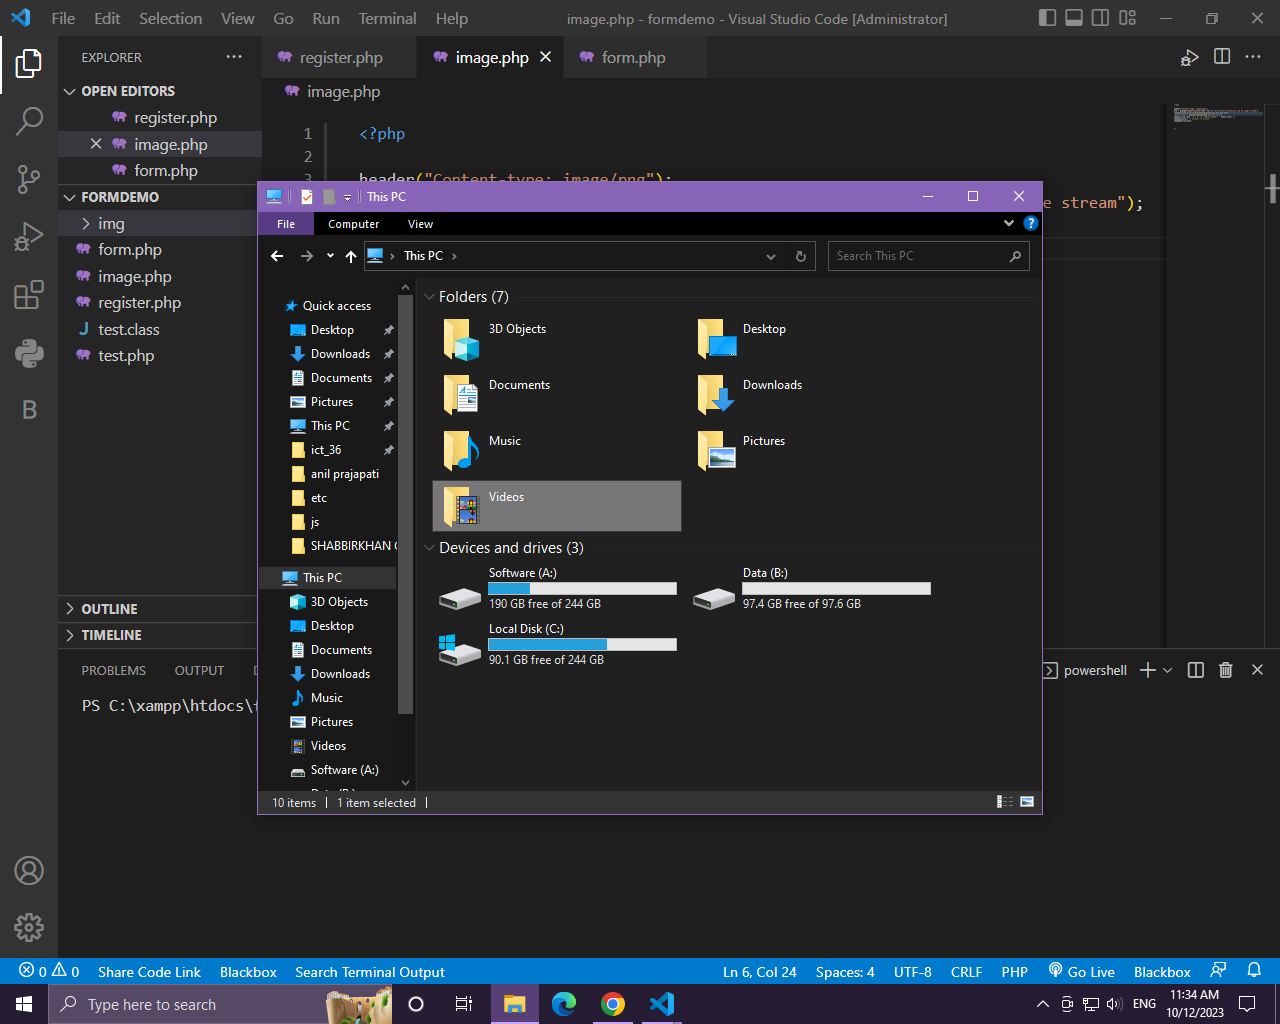 File Edit Selection View Go Run Terminal Help image.php - formdemo - Visual Studio Code [Administrator]
EXPLORER
register.php image.php form.php
OPEN EDITORS
register.php
image.php
form.php
FORMDEMO
img
form.php
image.php
register.php
test.class
test.php
B
OUTLINE
TIMELINE
image.php
1 <?php
2
3 header("Content-type: image/png");
e stream");
This PC
File Computer View
This PC
Search This PC
Quick access
Desktop
Downloads
Documents
Pictures
This PC
ict_36
anil prajapati
etc
js
SHABBIRKHAN
This PC
3D Objects
Desktop
Documents
Downloads
Music
Pictures
Videos
Software (A:)
Folders (7)
3D Objects Desktop
Documents Downloads
Music Pictures
Videos
Devices and drives (3)
Software (A:)
190 GB free of 244 GB
Data (B:)
97.4 GB free of 97.6 GB
Local Disk (C:)
90.1 GB free of 244 GB
10 items 1 item selected
PROBLEMS OUTPUT
powershell
PS C:\xampp\htdocs\
0 0 Share Code Link Blackbox Search Terminal Output Ln 6, Col 24 Spaces: 4 UTF-8 CRLF PHP Go Live Blackbox
Type here to search
ENG
11:34 AM
10/12/2023